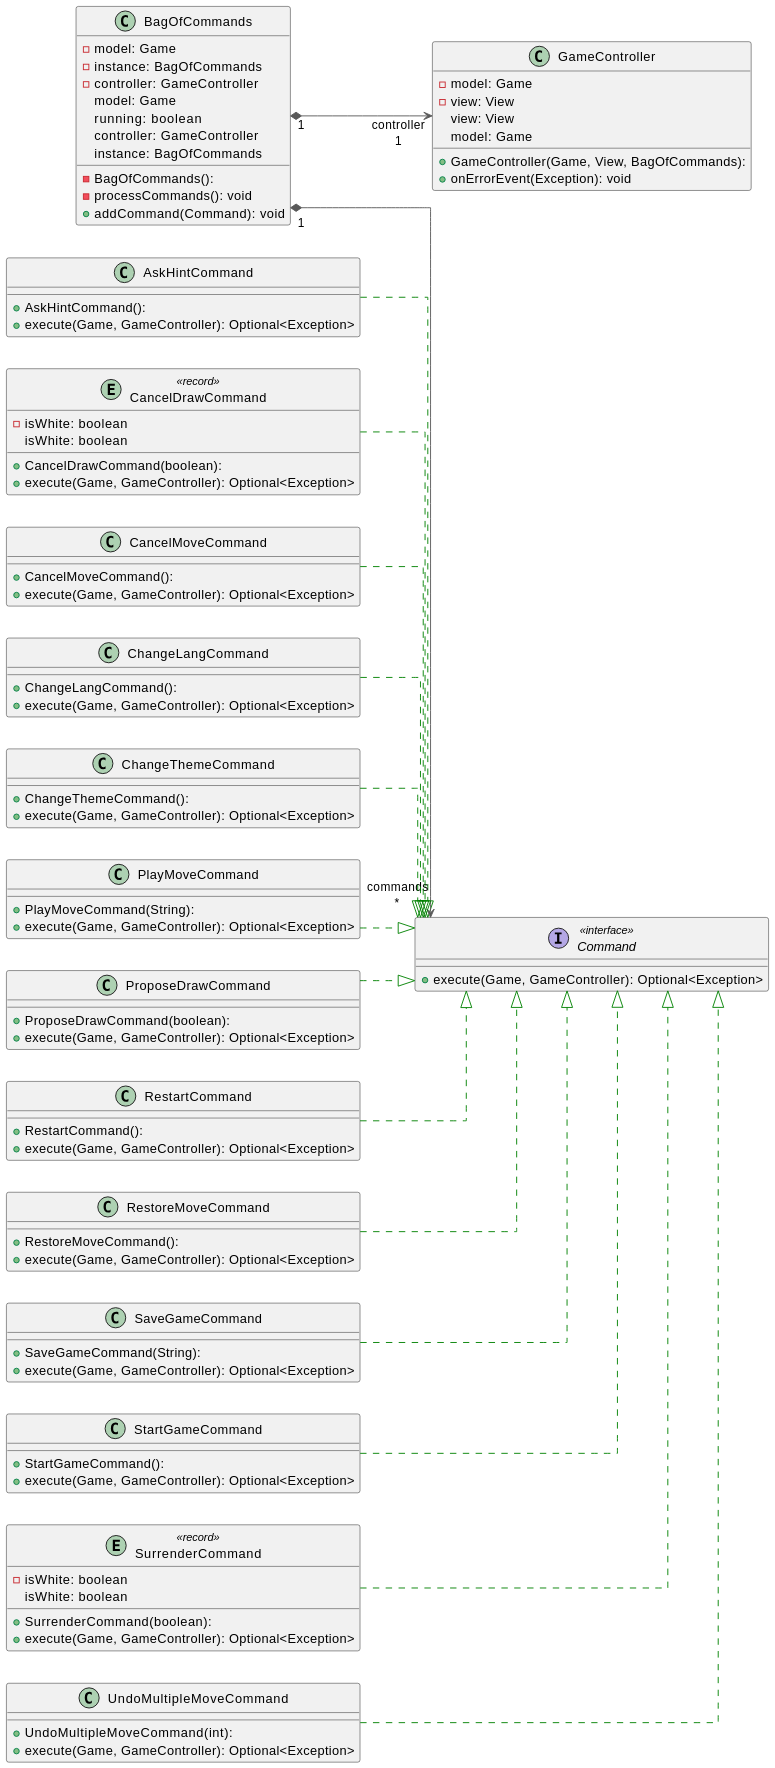 C BagOfCommands
model: Game
instance: BagOfCommands
controller: GameController
model: Game
running: boolean
controller: GameController
instance: BagOfCommands
BagOfCommands():
processCommands(): void
addCommand(Command): void
1
controller
1
1
C GameController
model: Game
view: View
view: View
model: Game
GameController(Game, View, BagOfCommands):
onErrorEvent(Exception): void
C AskHintCommand
AskHintCommand():
execute(Game, GameController): Optional<Exception>
E «record»
CancelDrawCommand
isWhite: boolean
isWhite: boolean
CancelDrawCommand(boolean):
execute(Game, GameController): Optional<Exception>
C CancelMoveCommand
CancelMoveCommand():
execute(Game, GameController): Optional<Exception>
C ChangeLangCommand
ChangeLangCommand():
execute(Game, GameController): Optional<Exception>
C ChangeThemeCommand
ChangeThemeCommand():
execute(Game, GameController): Optional<Exception>
C PlayMoveCommand
PlayMoveCommand(String):
execute(Game, GameController): Optional<Exception>
commands
*
I «interface»
Command
execute(Game, GameController): Optional<Exception>
C ProposeDrawCommand
ProposeDrawCommand(boolean):
execute(Game, GameController): Optional<Exception>
C RestartCommand
RestartCommand():
execute(Game, GameController): Optional<Exception>
C RestoreMoveCommand
RestoreMoveCommand():
execute(Game, GameController): Optional<Exception>
C SaveGameCommand
SaveGameCommand(String):
execute(Game, GameController): Optional<Exception>
C StartGameCommand
StartGameCommand():
execute(Game, GameController): Optional<Exception>
E «record»
SurrenderCommand
isWhite: boolean
isWhite: boolean
SurrenderCommand(boolean):
execute(Game, GameController): Optional<Exception>
C UndoMultipleMoveCommand
UndoMultipleMoveCommand(int):
execute(Game, GameController): Optional<Exception>